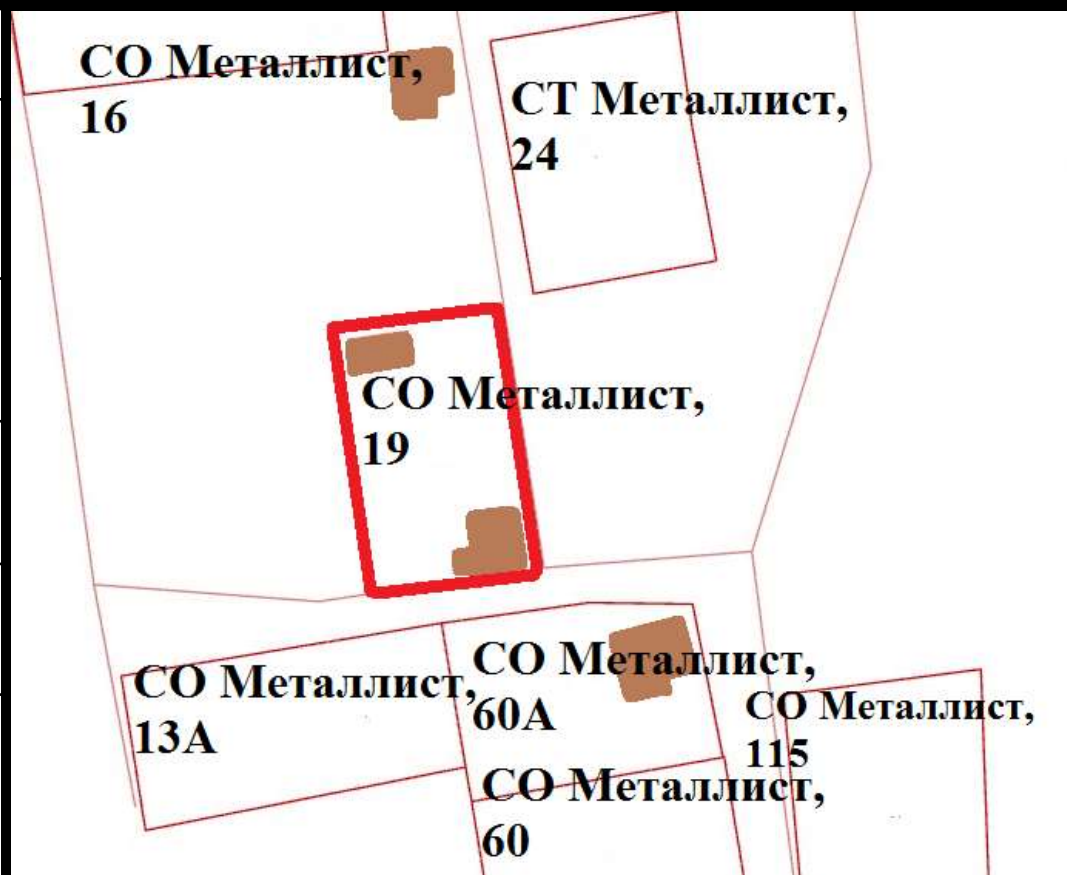 СО Металлист,
16
СТ Металлист,
24
СО Металлист,
19
СО Металлист,
13А
СО Металлист,
60А
СО Металлист,
115
СО Металлист,
60